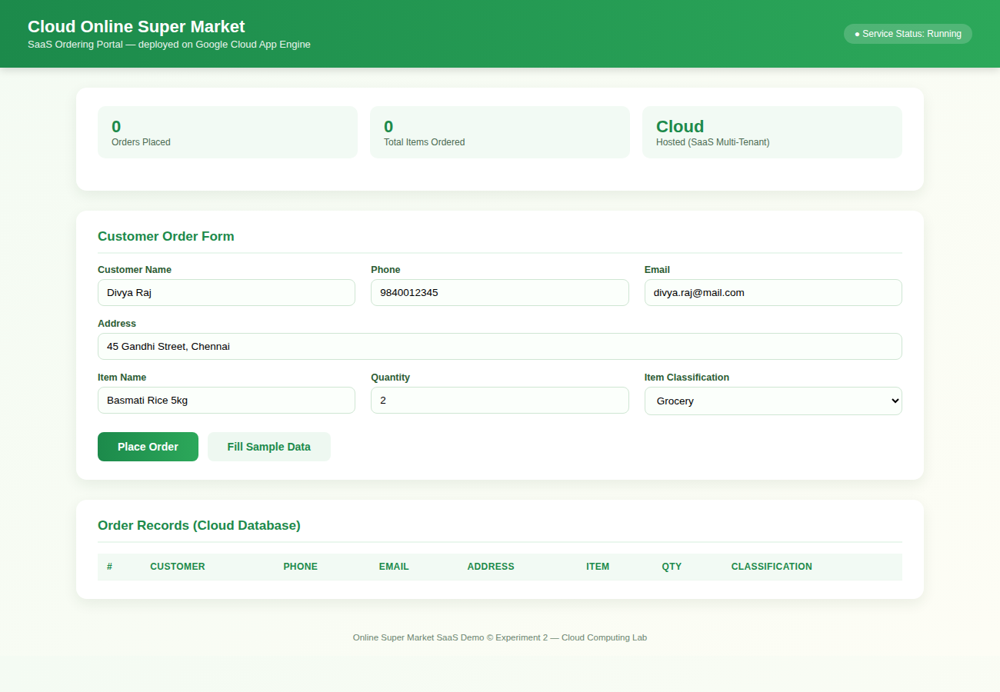 Cloud Online Super Market
SaaS Ordering Portal — deployed on Google Cloud App Engine
● Service Status: Running
0
Orders Placed
0
Total Items Ordered
Cloud
Hosted (SaaS Multi-Tenant)
Customer Order Form
Customer Name
Divya Raj
Phone
9840012345
Email
divya.raj@mail.com
Address
45 Gandhi Street, Chennai
Item Name
Basmati Rice 5kg
Quantity
2
Item Classification
Grocery
Place Order
Fill Sample Data
Order Records (Cloud Database)
# CUSTOMER PHONE EMAIL ADDRESS ITEM QTY CLASSIFICATION
Online Super Market SaaS Demo © Experiment 2 — Cloud Computing Lab